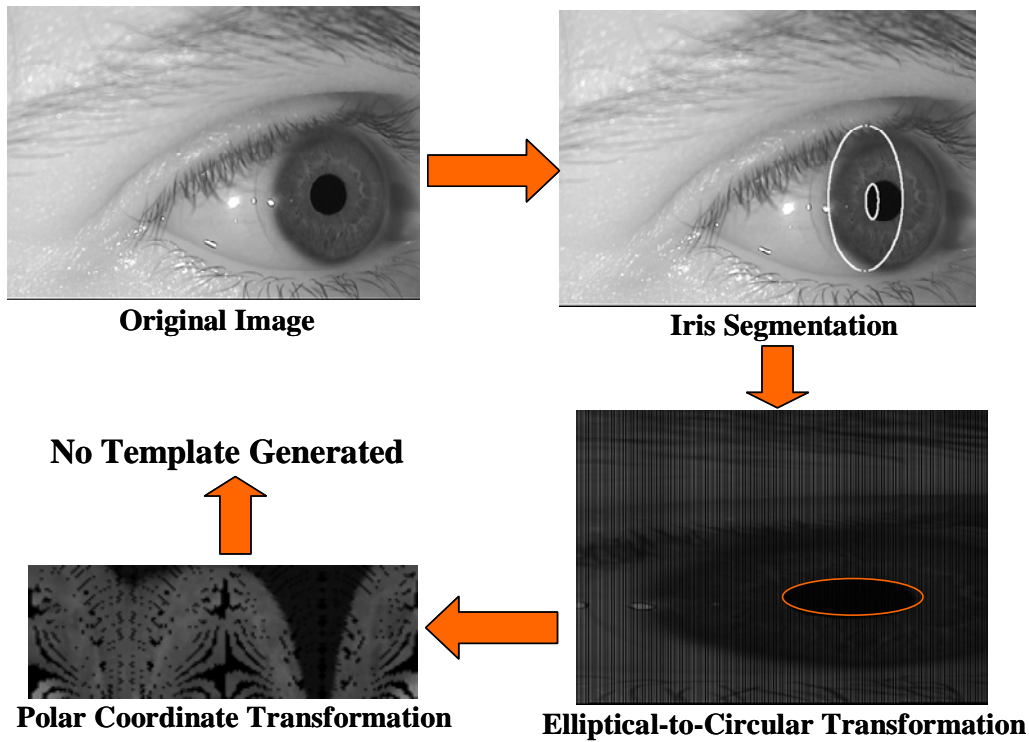 Original Image
Iris Segmentation
No Template Generated
Polar Coordinate Transformation
Elliptical-to-Circular Transformation